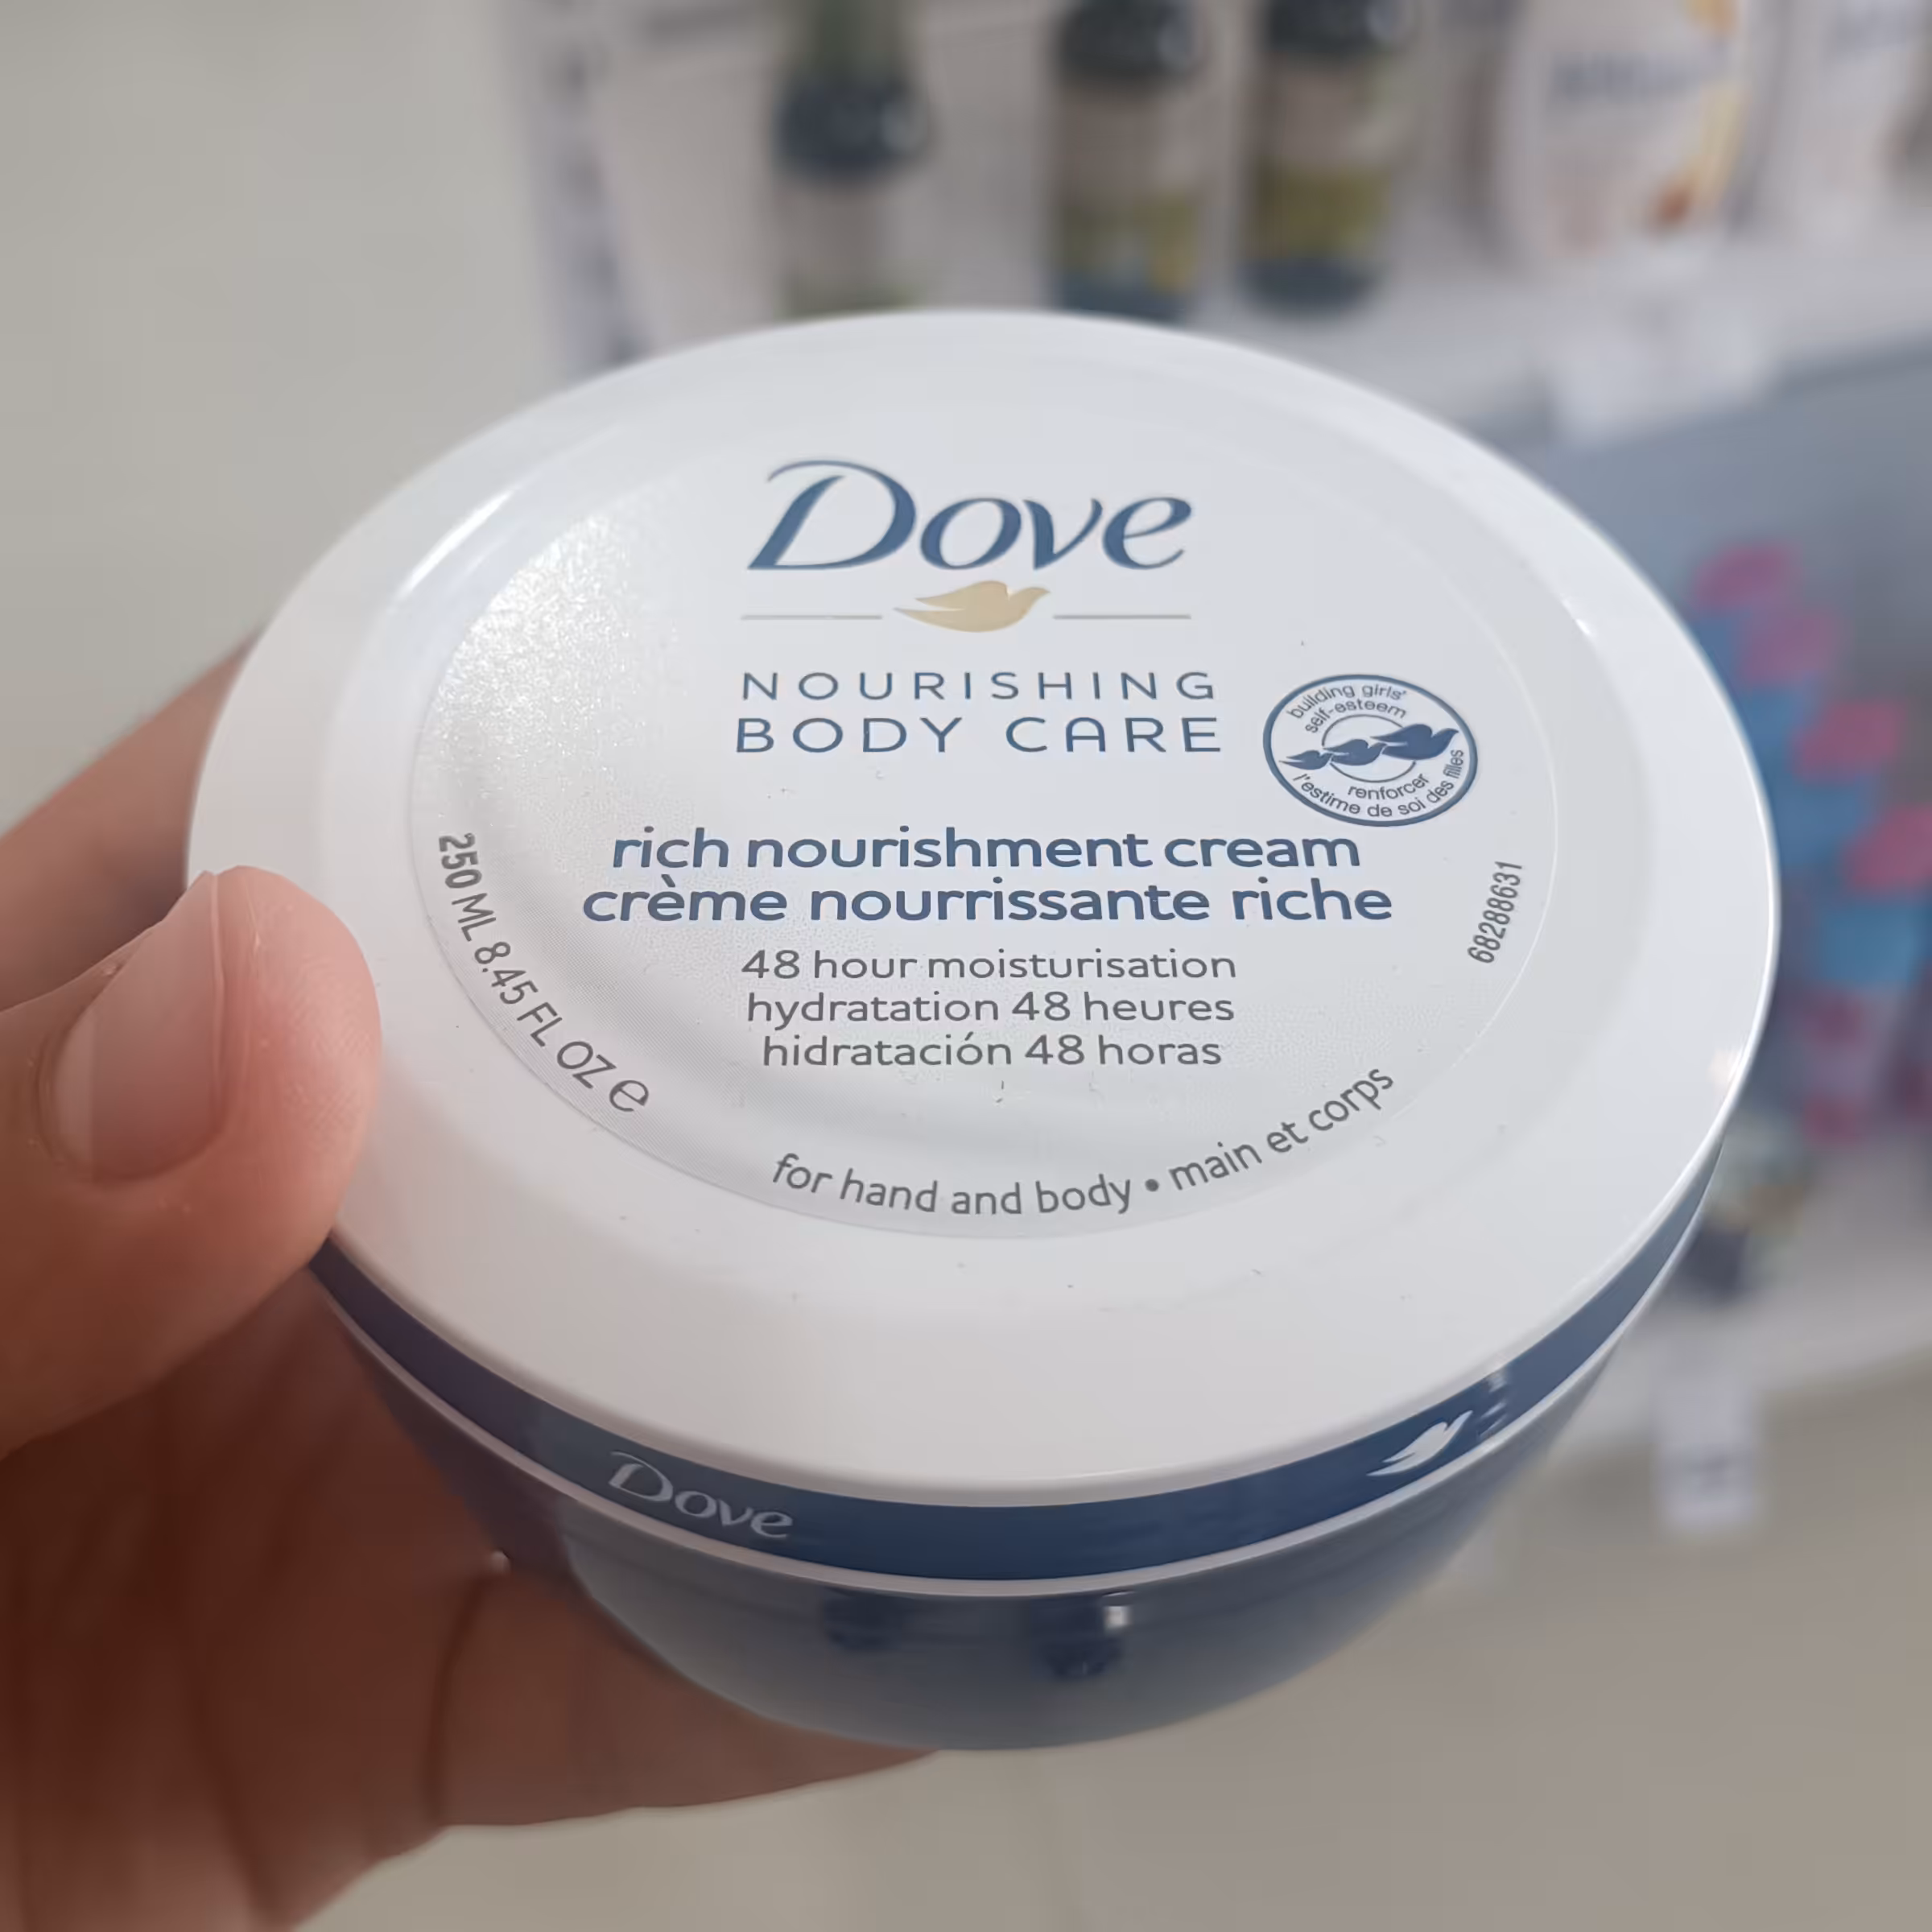 Dove
NOURISHING
BODY CARE
building girls'
self-esteem
renforcer
l'estime de soi des filles
rich nourishment cream
crème nourrissante riche
48 hour moisturisation
hydratation 48 heures
hidratación 48 horas
250 ML 8.45 FL OZ e
68288631
for hand and body • main et corps
Dove